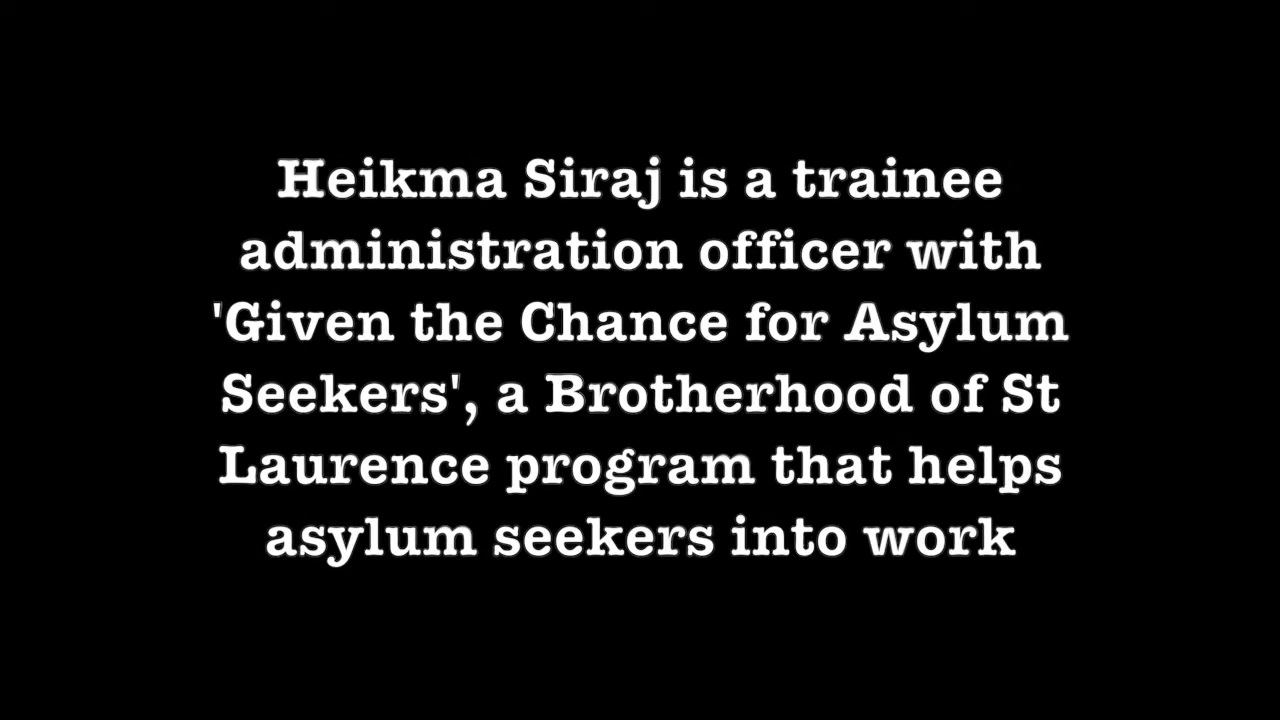 Heikma Siraj is a trainee
administration officer with
'Given the Chance for Asylum
Seekers', a Brotherhood of St
Laurence program that helps
asylum seekers into work